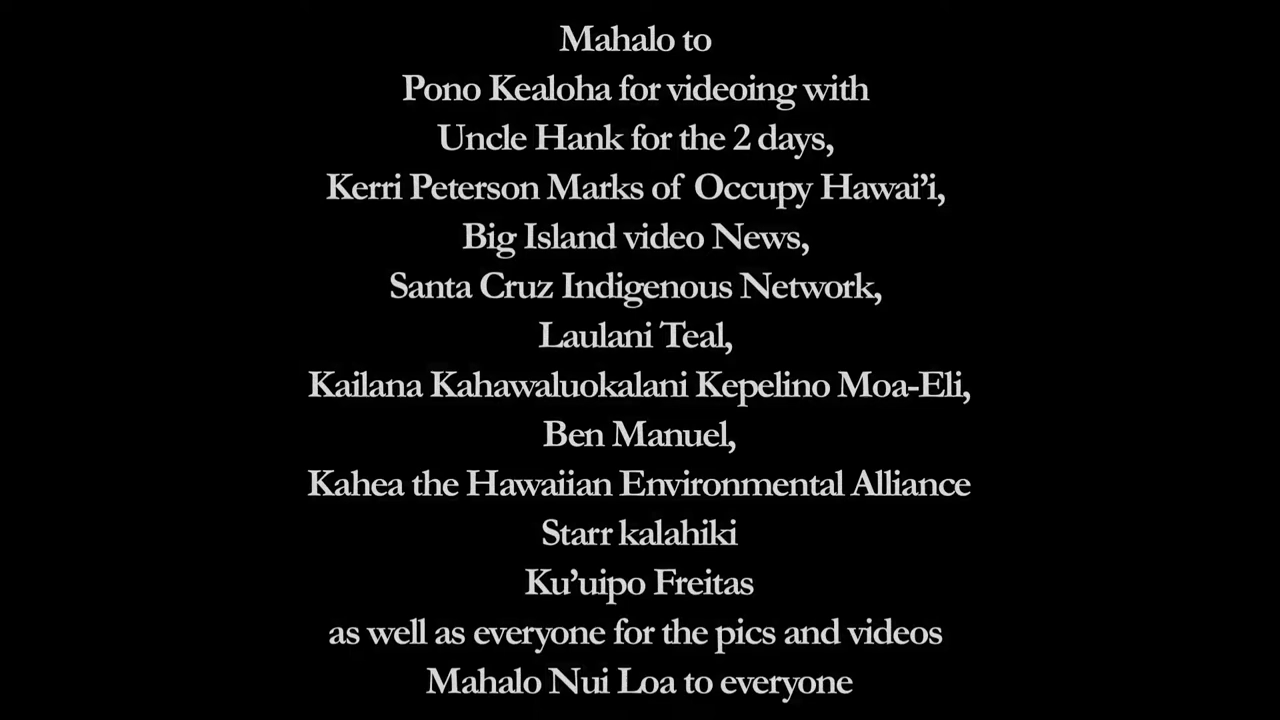 Mahalo to
Pono Kealoha for videoing with
Uncle Hank for the 2 days,
Kerri Peterson Marks of Occupy Hawai’i,
Big Island video News,
Santa Cruz Indigenous Network,
Laulani Teal,
Kailana Kahawaluokalani Kepelino Moa-Eli,
Ben Manuel,
Kahea the Hawaiian Environmental Alliance
Starr kalahiki
Ku’uipo Freitas
as well as everyone for the pics and videos
Mahalo Nui Loa to everyone